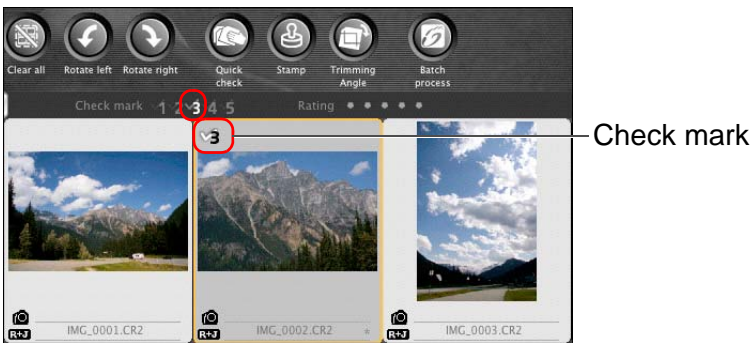 Clear all Rotate left Rotate right Quick check Stamp Trimming Angle Batch process
Check mark 1 2 3 4 5 Rating
3
Check mark
R+J IMG_0001.CR2 R+J IMG_0002.CR2 * R+J IMG_0003.CR2